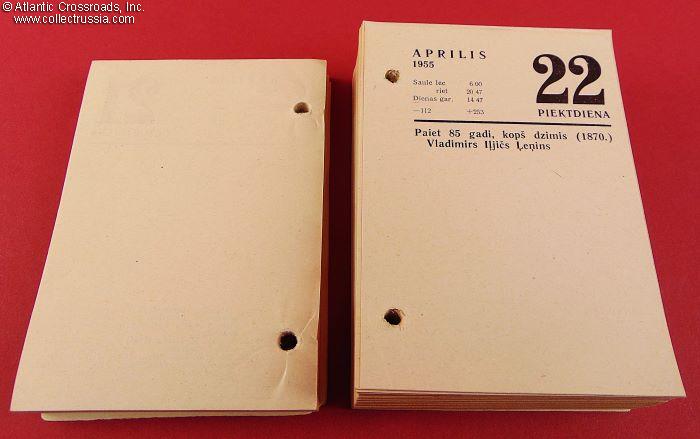 © Atlantic Crossroads, Inc.
www.collectrussia.com
APRILIS
1955
22
Saule lec 6 00
riet 20 47
Dienas gar. 14 47
—112 +253
PIEKTDIENA
Paiet 85 gadi, kopš dzimis (1870.)
Vladimirs Iļjičs Ļeņins